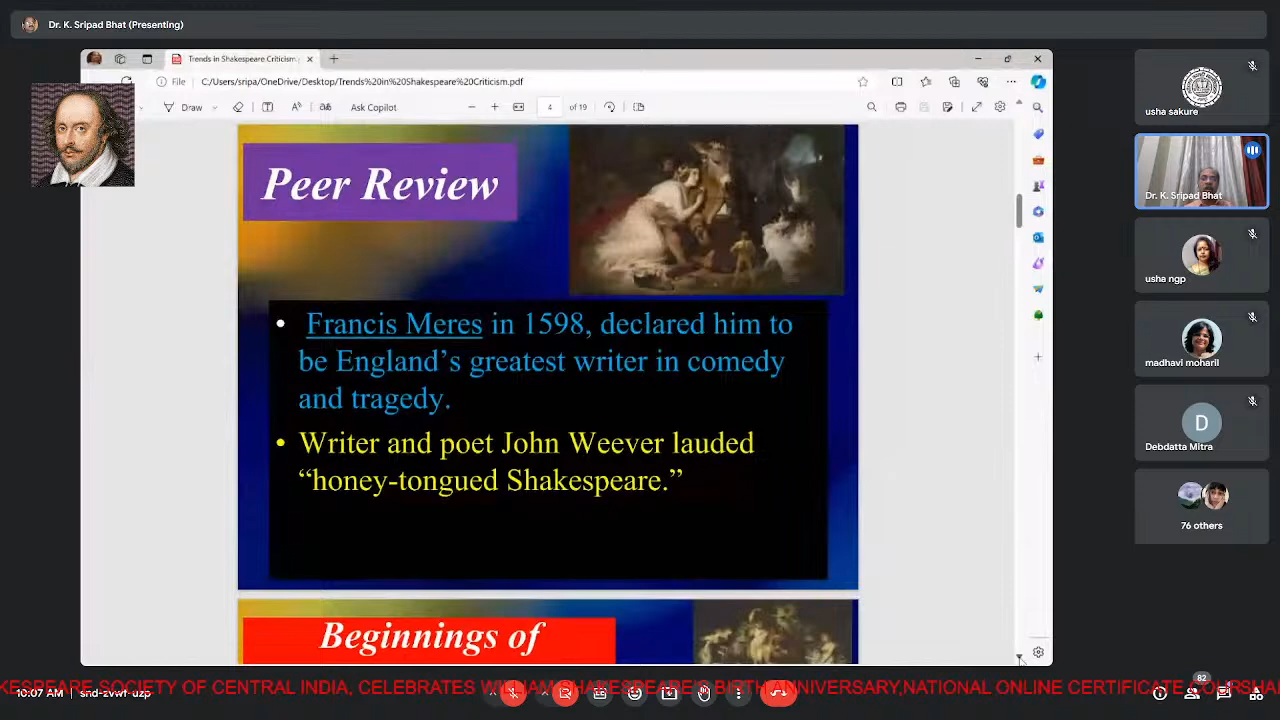 Dr. K. Sripad Bhat (Presenting)
Trends in Shakespeare Criticism.
File
C:/Users/sripa/OneDrive/Desktop/Trends%20in%20Shakespeare%20Criticism.pdf
Draw
Ask Copilot
4
of 19
Peer Review
• Francis Meres in 1598, declared him to
be England’s greatest writer in comedy
and tragedy.
• Writer and poet John Weever lauded
“honey-tongued Shakespeare.”
Beginnings of
usha sakure
Dr. K. Sripad Bhat
usha ngp
madhavi moharil
D
Debdatta Mitra
76 others
10:07 AM
82
KESPEARE SOCIETY OF CENTRAL INDIA, CELEBRATES WILLIAM SHAKESPEARE'S BIRTH ANNIVERSARY,NATIONAL ONLINE CERTIFICATE